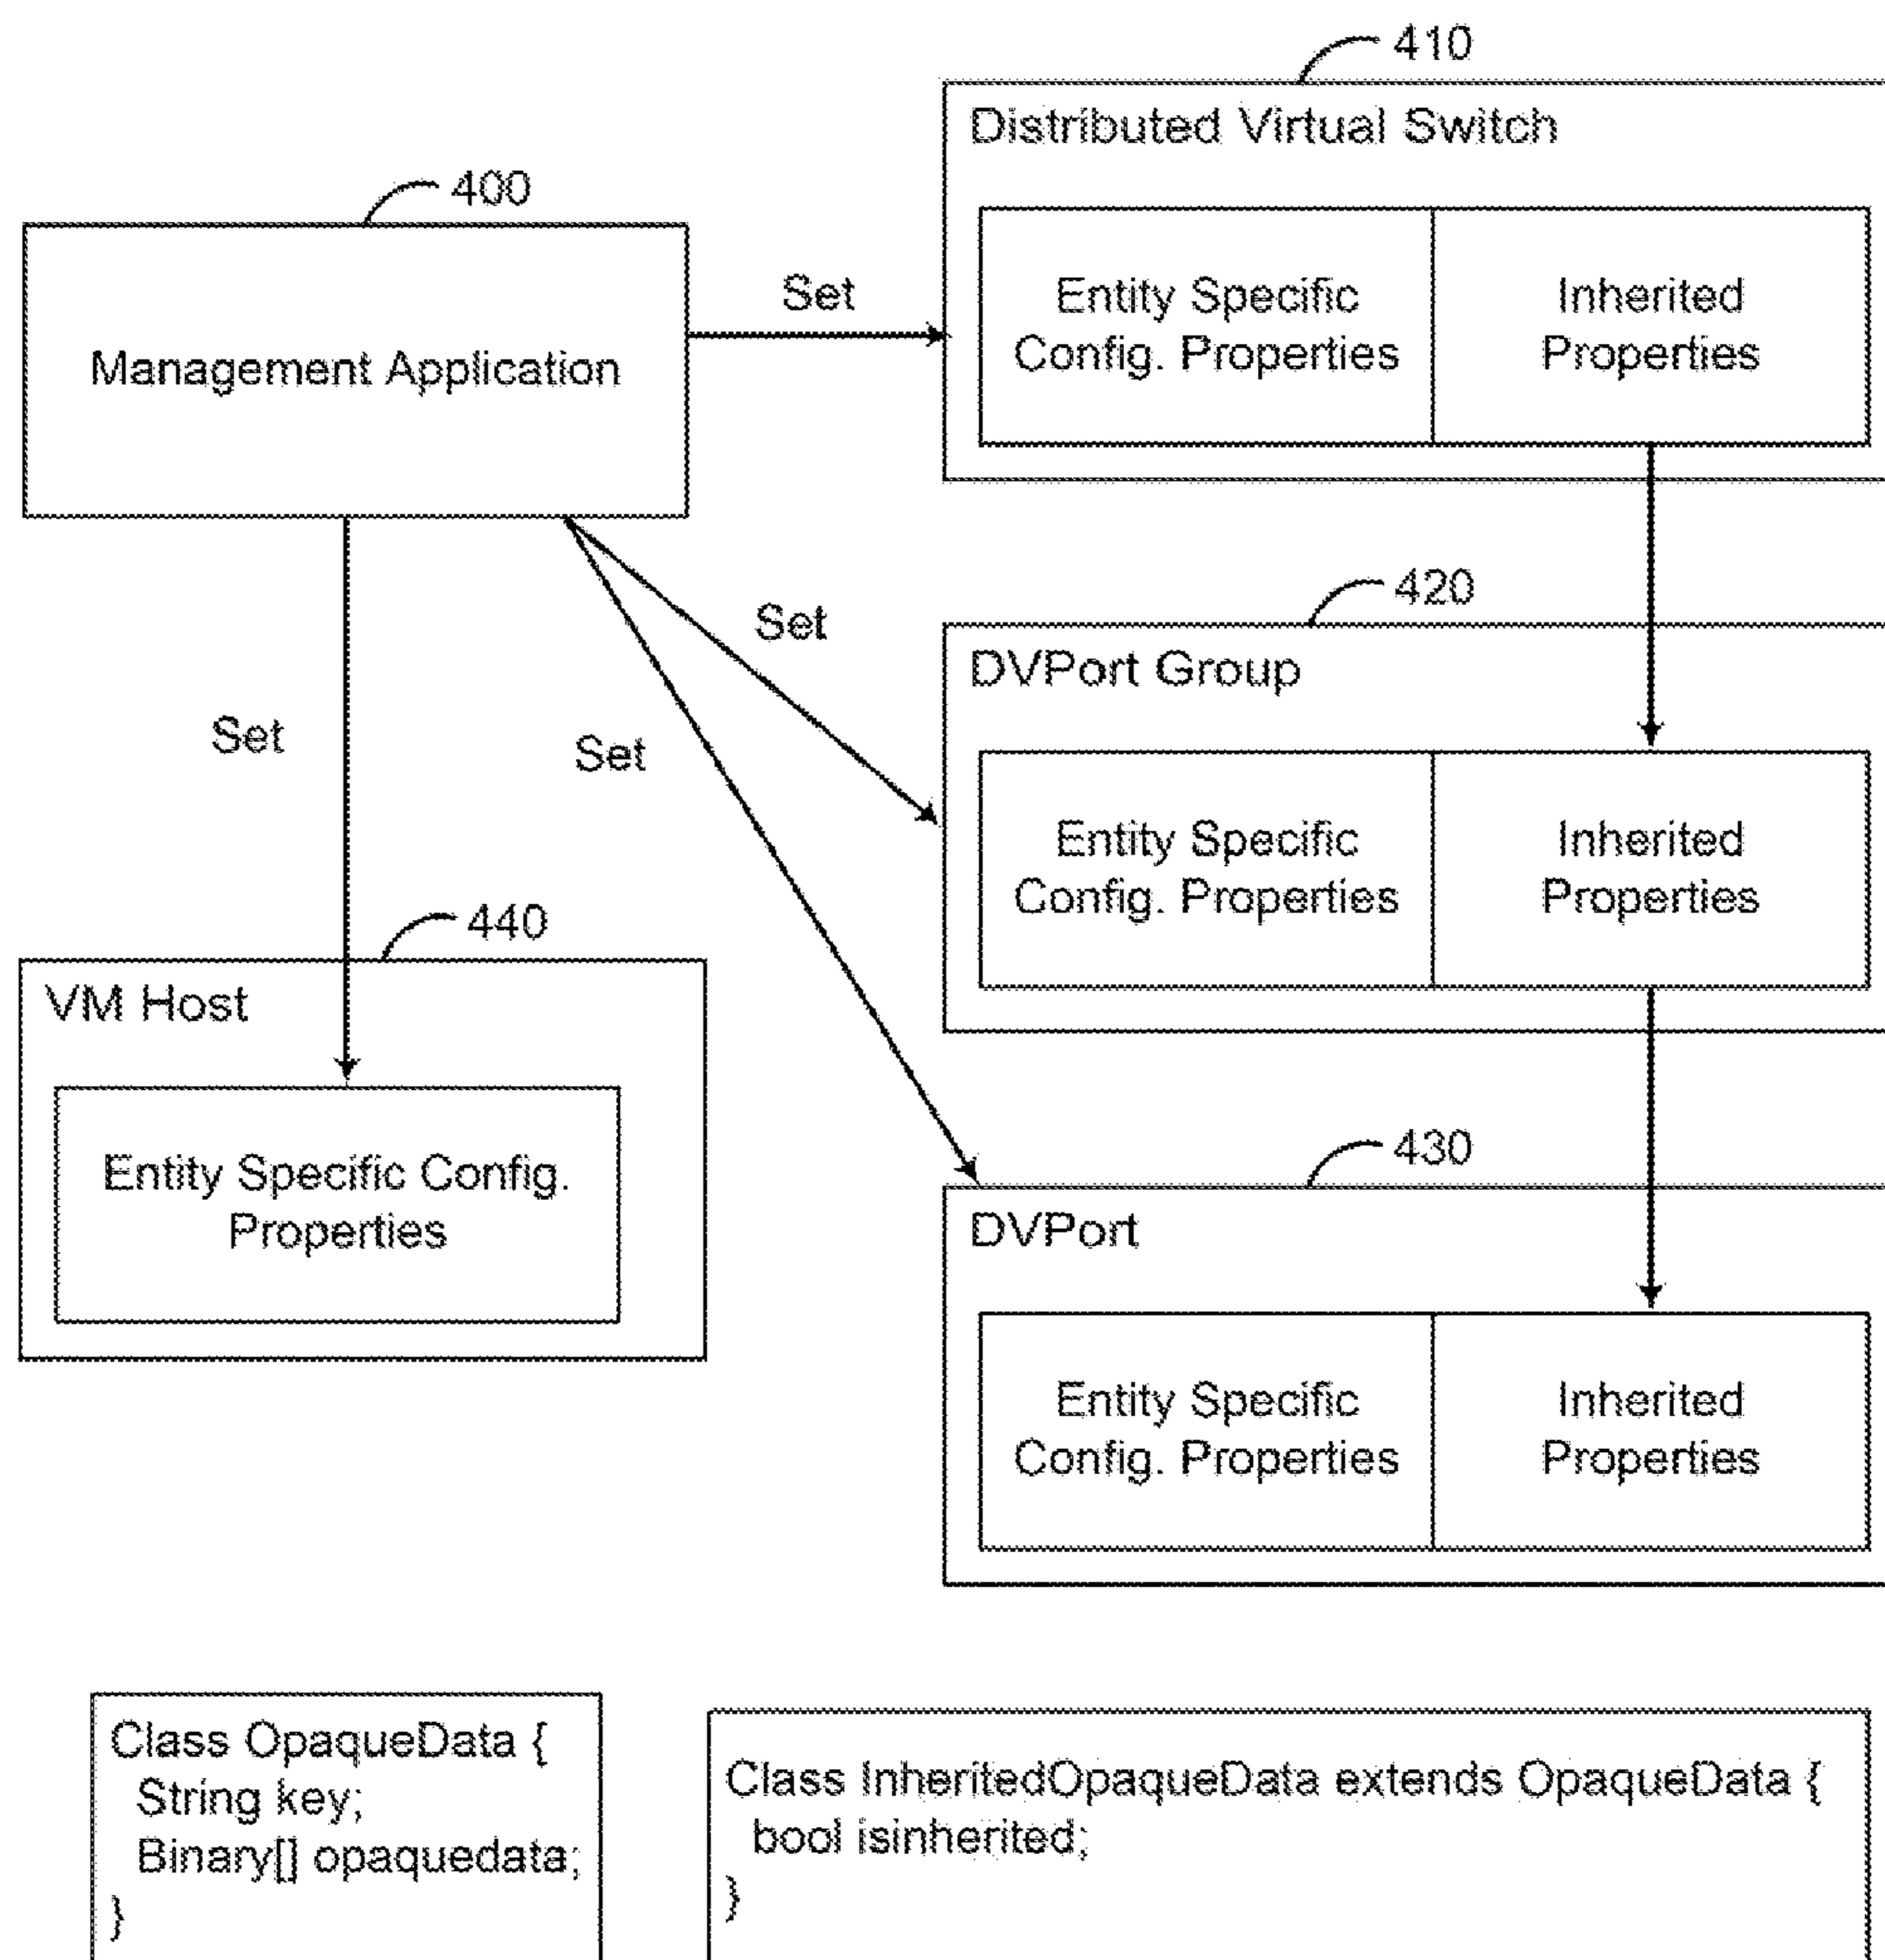 410
Distributed Virtual Switch
400
Entity Specific
Config. Properties
Inherited
Properties
Set
Management Application
420
Set
DVPort Group
Set
Set
Entity Specific
Config. Properties
Inherited
Properties
440
VM Host
430
Entity Specific Config.
Properties
DVPort
Entity Specific
Config. Properties
Inherited
Properties
Class OpaqueData {
String key;
Binary[] opaquedata;
}
Class InheritedOpaqueData extends OpaqueData {
bool isinherited;
}